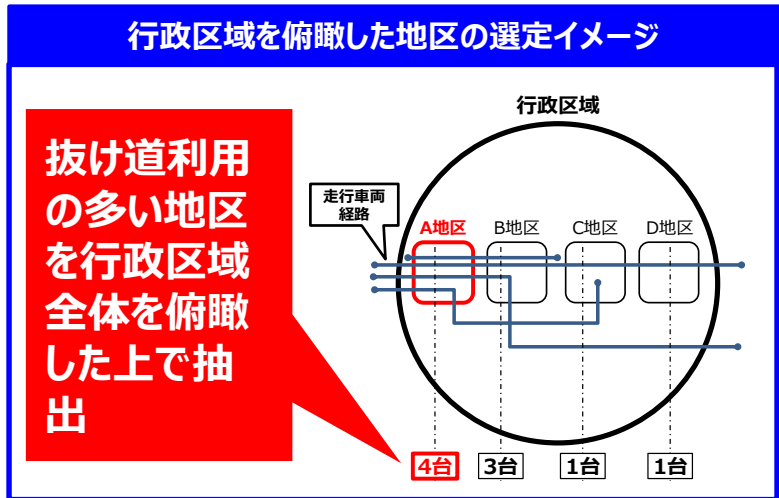 行政区域を俯瞰した地区の選定イメージ
抜け道利用
の多い地区
を行政区域
全体を俯瞰
した上で抽
出
行政区域
走行車両
経路
A地区 B地区 C地区 D地区
4台 3台 1台 1台